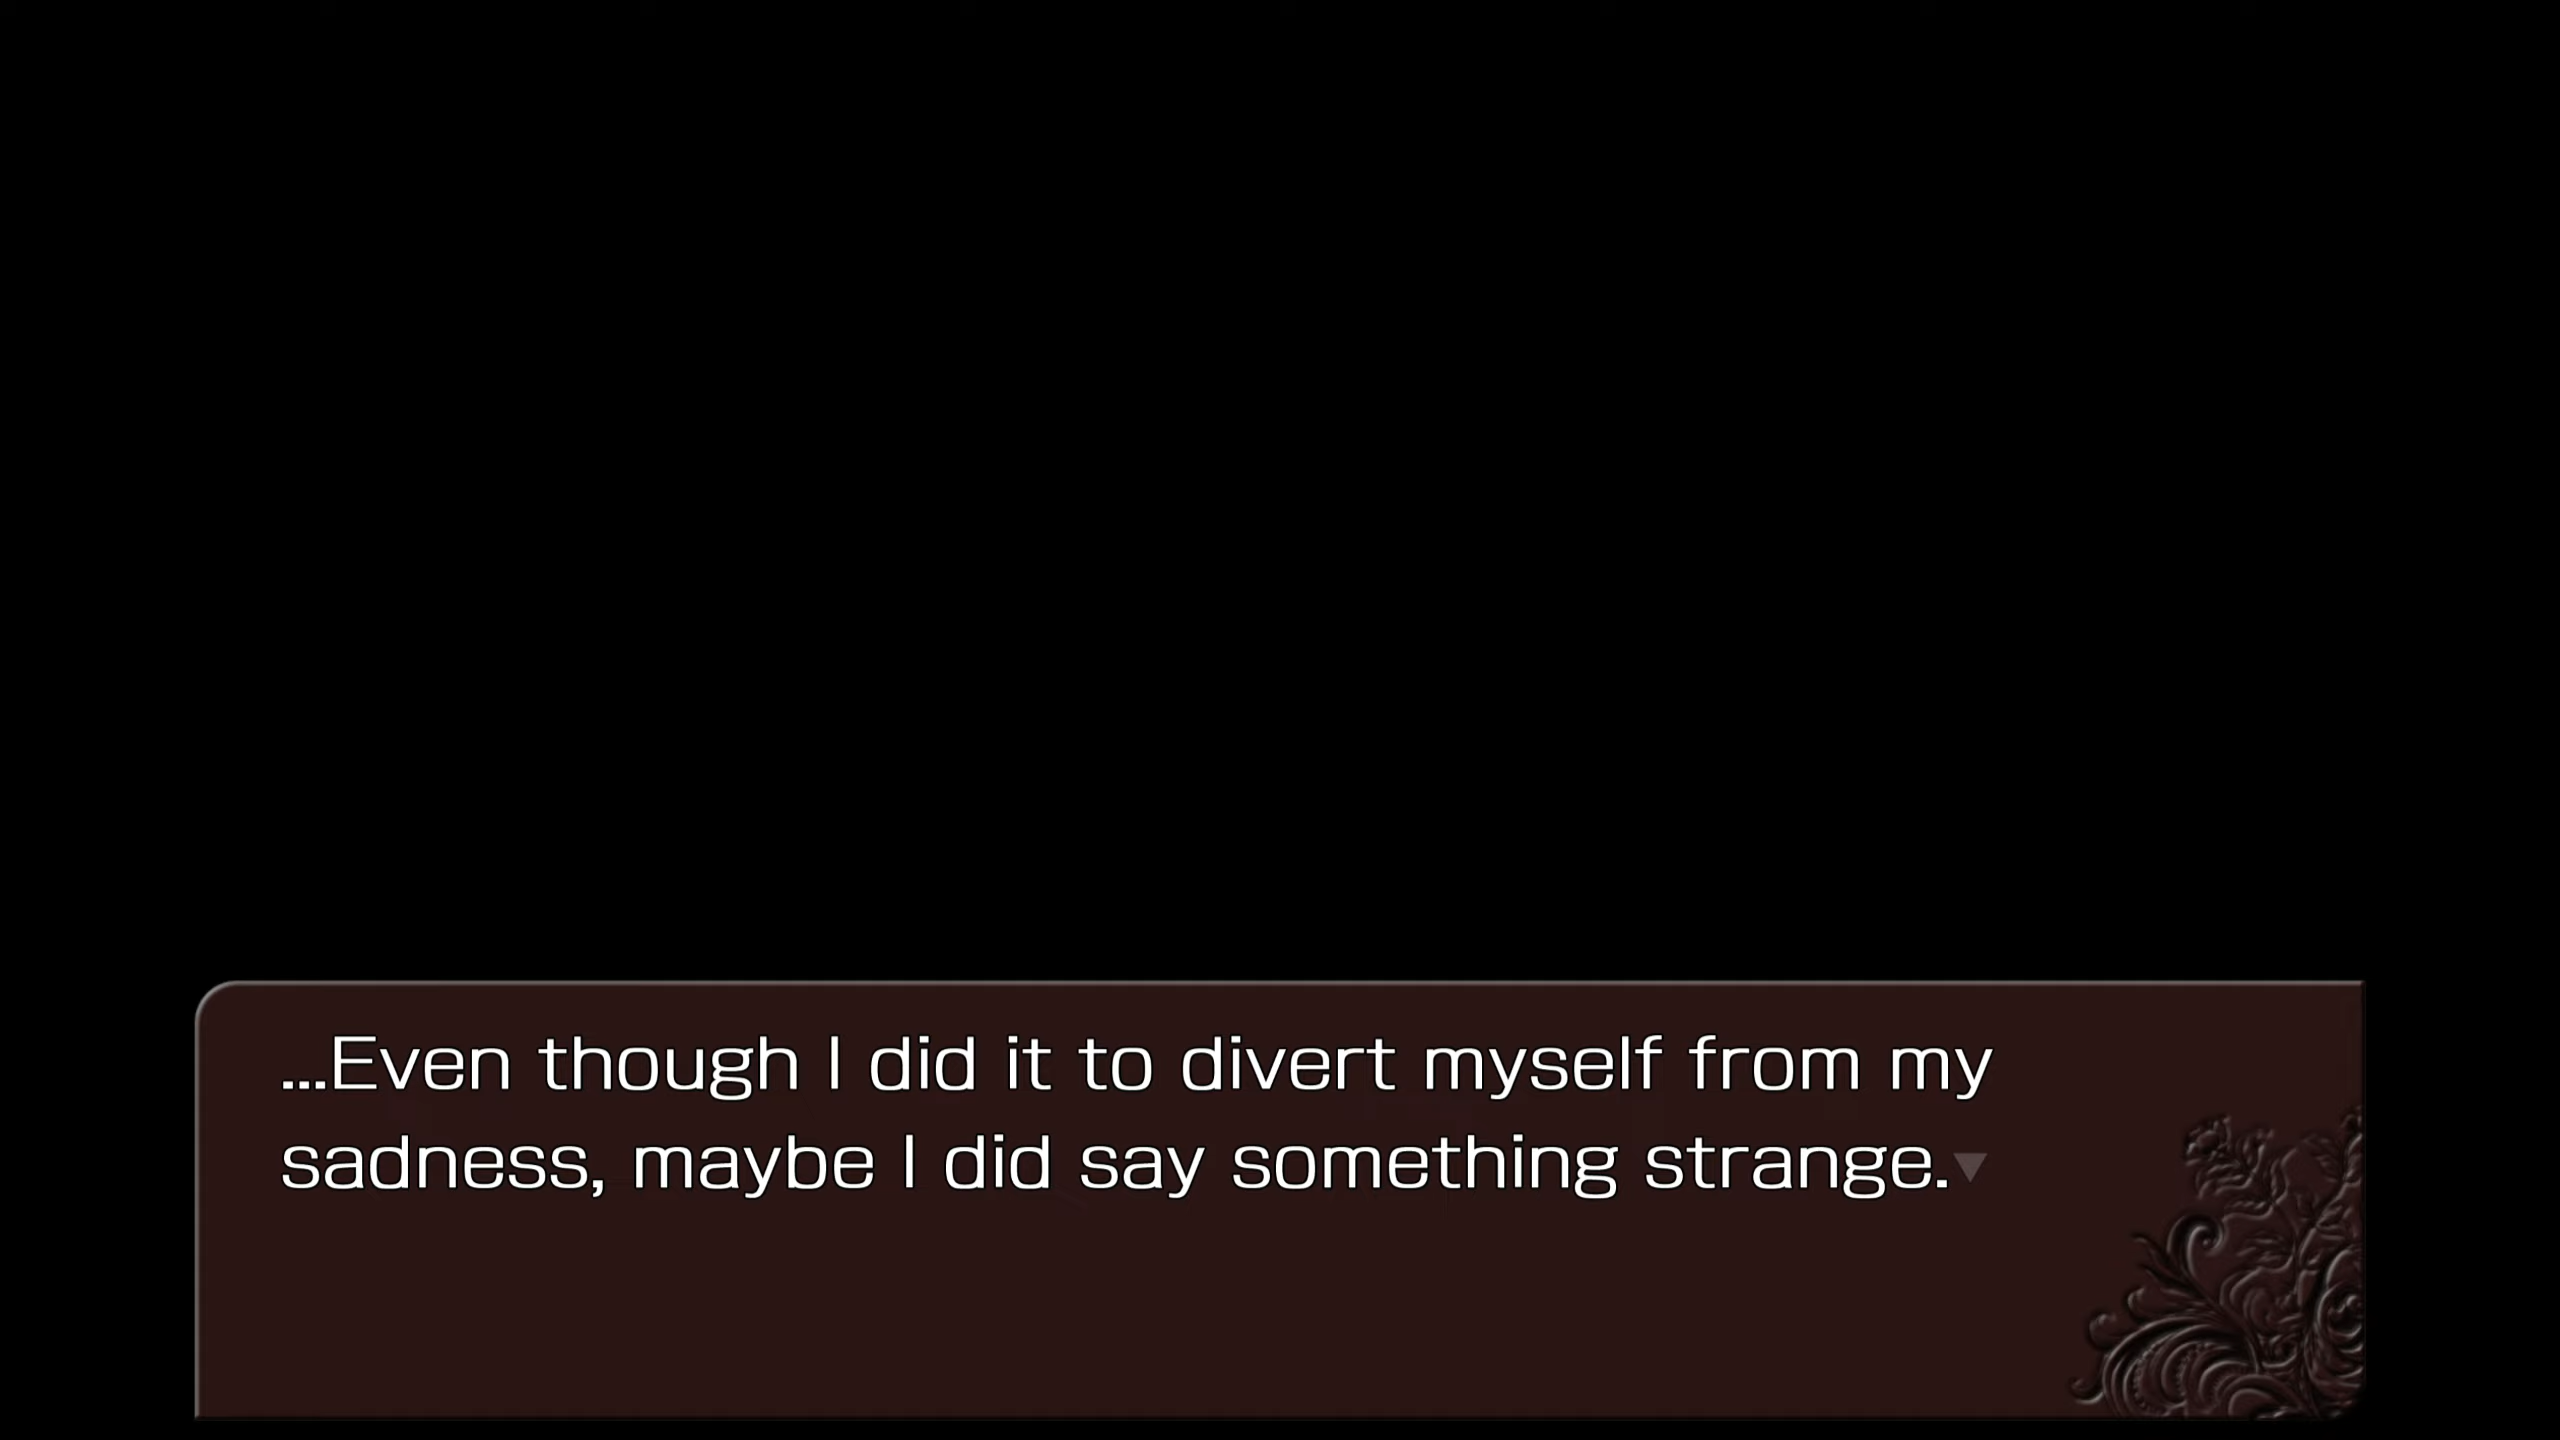 ...Even though I did it to divert myself from my
sadness, maybe I did say something strange.